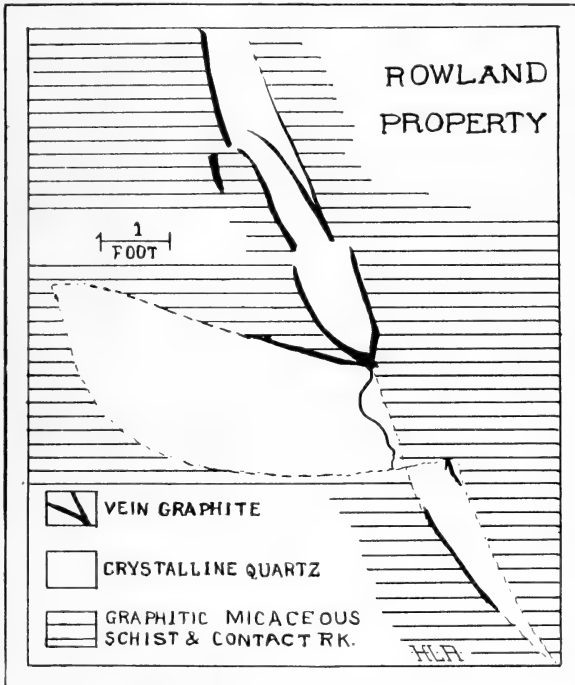 ROWLAND
PROPERTY
1
FOOT
VEIN GRAPHITE
CRYSTALLINE QUARTZ
GRAPHITIC MICACEOUS
SCHIST & CONTACT RK.
HLA